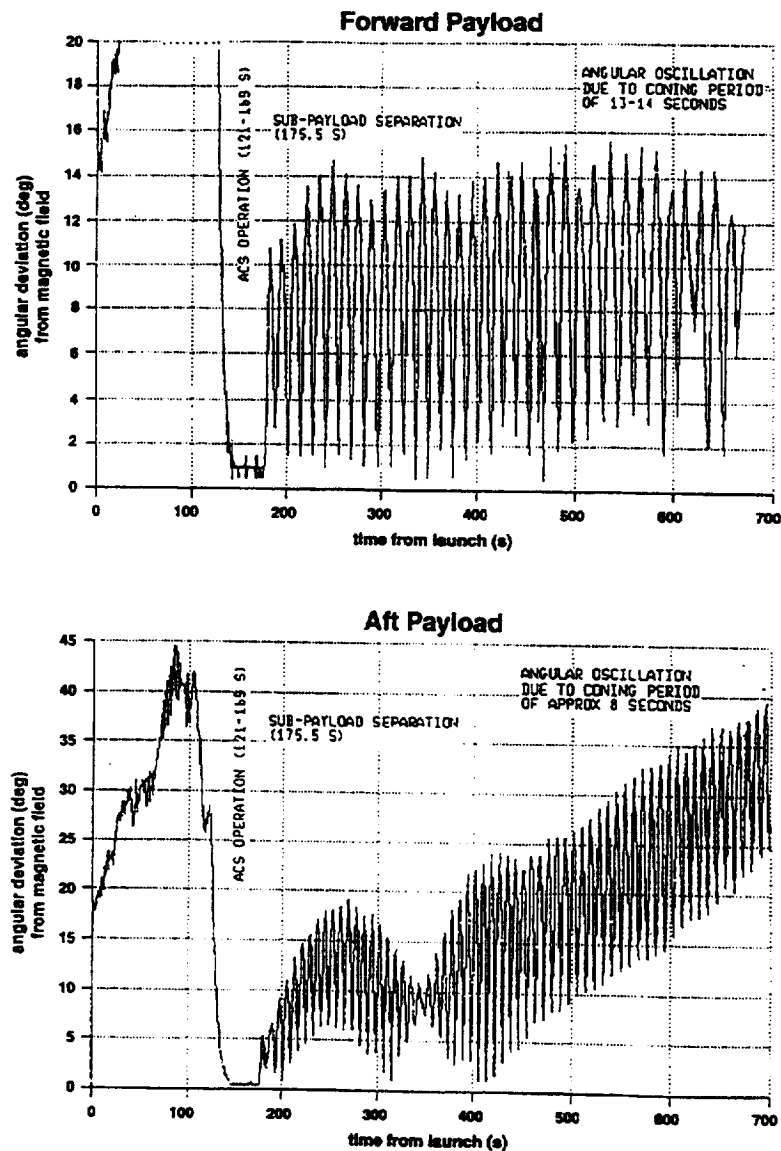 Forward Payload
20
18
16
14
12
10
8
6
4
2
0
angular deviation (deg)
from magnetic field
ACS OPERATION (121-169 S)
SUB-PAYLOAD SEPARATION
(175.5 S)
ANGULAR OSCILLATION
DUE TO CONING PERIOD
OF 13-14 SECONDS
0 100 200 300 400 500 600 700
time from launch (s)
Aft Payload
45
40
35
30
25
20
15
10
5
0
angular deviation (deg)
from magnetic field
ACS OPERATION (121-169 S)
SUB-PAYLOAD SEPARATION
(175.5 S)
ANGULAR OSCILLATION
DUE TO CONING PERIOD
OF APPROX 8 SECONDS
0 100 200 300 400 500 600 700
time from launch (s)